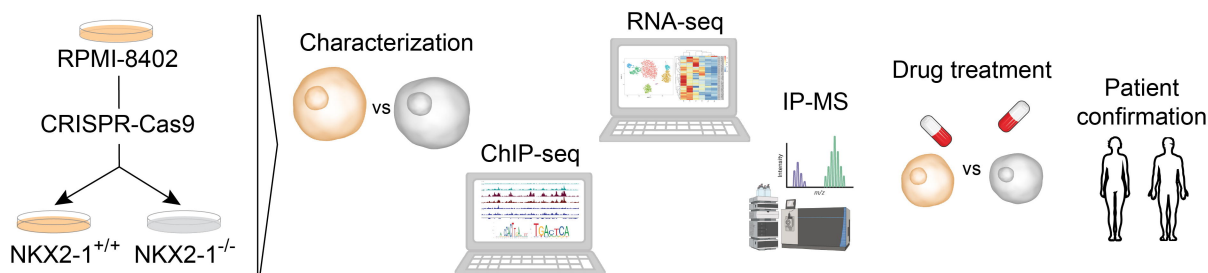 RPMI-8402
CRISPR-Cas9
NKX2-1+/+
NKX2-1-/-
Characterization
vs
ChIP-seq
TGACTCA
RNA-seq
IP-MS
Intensity
m/z
Drug treatment
vs
Patient
confirmation